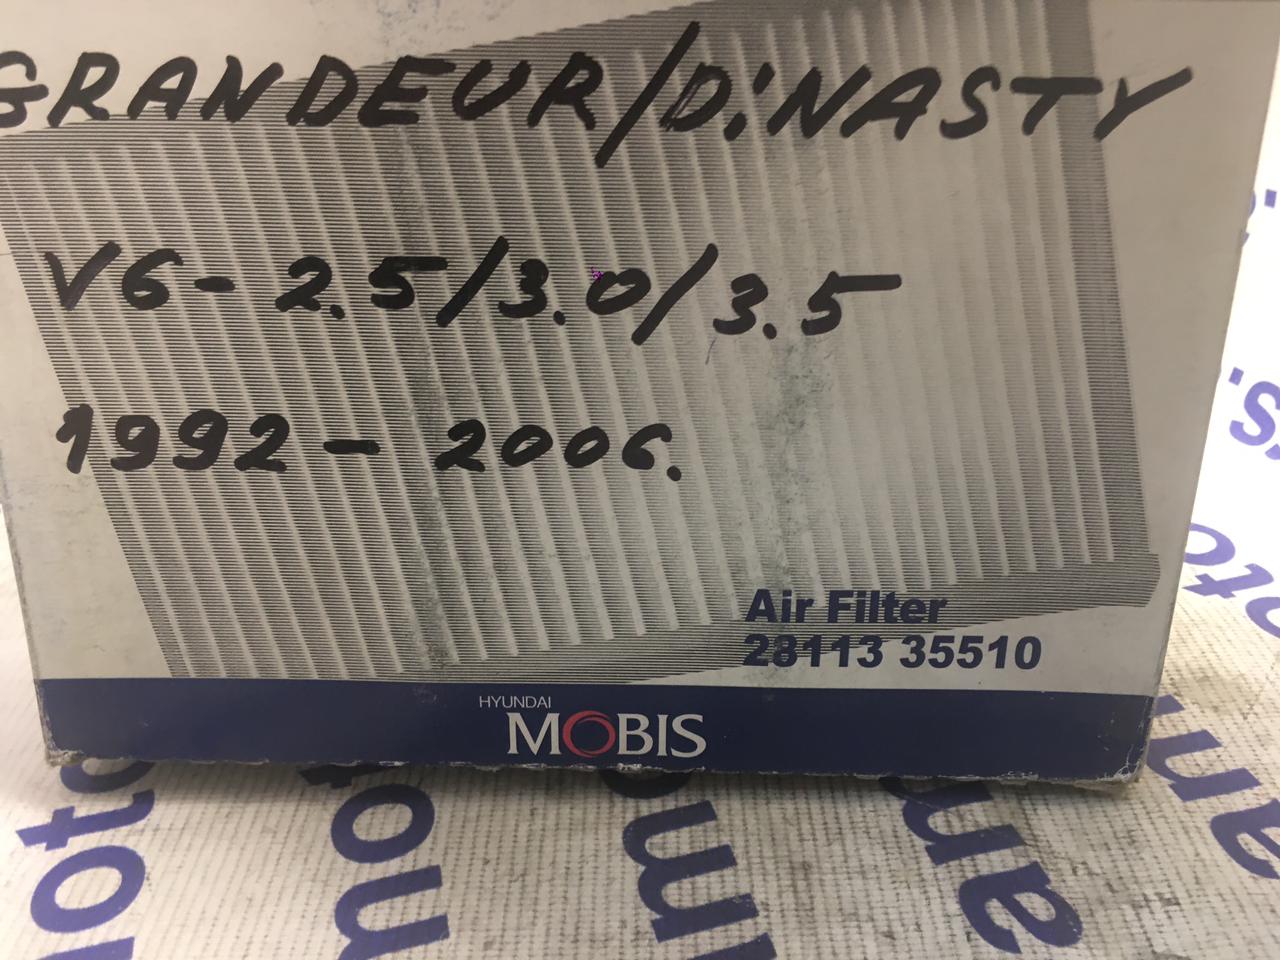 GRANDEUR/DiNASTY
V6- 2.5/3.0/3.5
1992 - 2006.
Air Filter
28113 35510
HYUNDAI
MOBIS